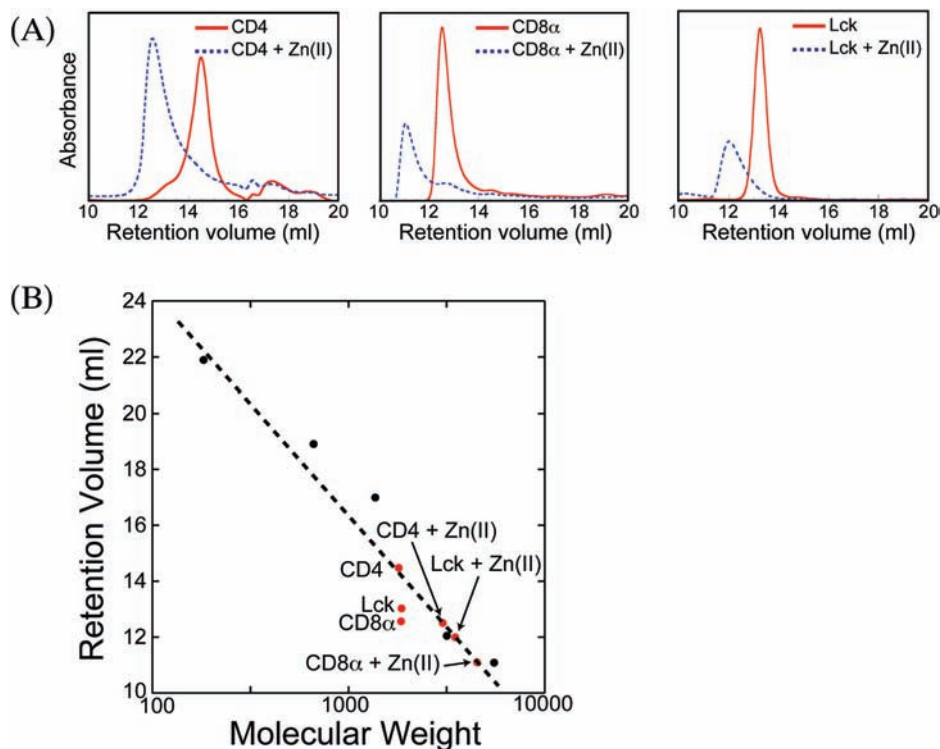 (A)
CD4
CD4 + Zn(II)
Absorbance
10 12 14 16 18 20
Retention volume (ml)
CD8α
CD8α + Zn(II)
10 12 14 16 18 20
Retention volume (ml)
Lck
Lck + Zn(II)
10 12 14 16 18 20
Retention volume (ml)
(B)
Retention Volume (ml)
24
22
20
18
16
14
12
10
CD4 + Zn(II)
Lck + Zn(II)
CD4
Lck
CD8α
CD8α + Zn(II)
100 1000 10000
Molecular Weight